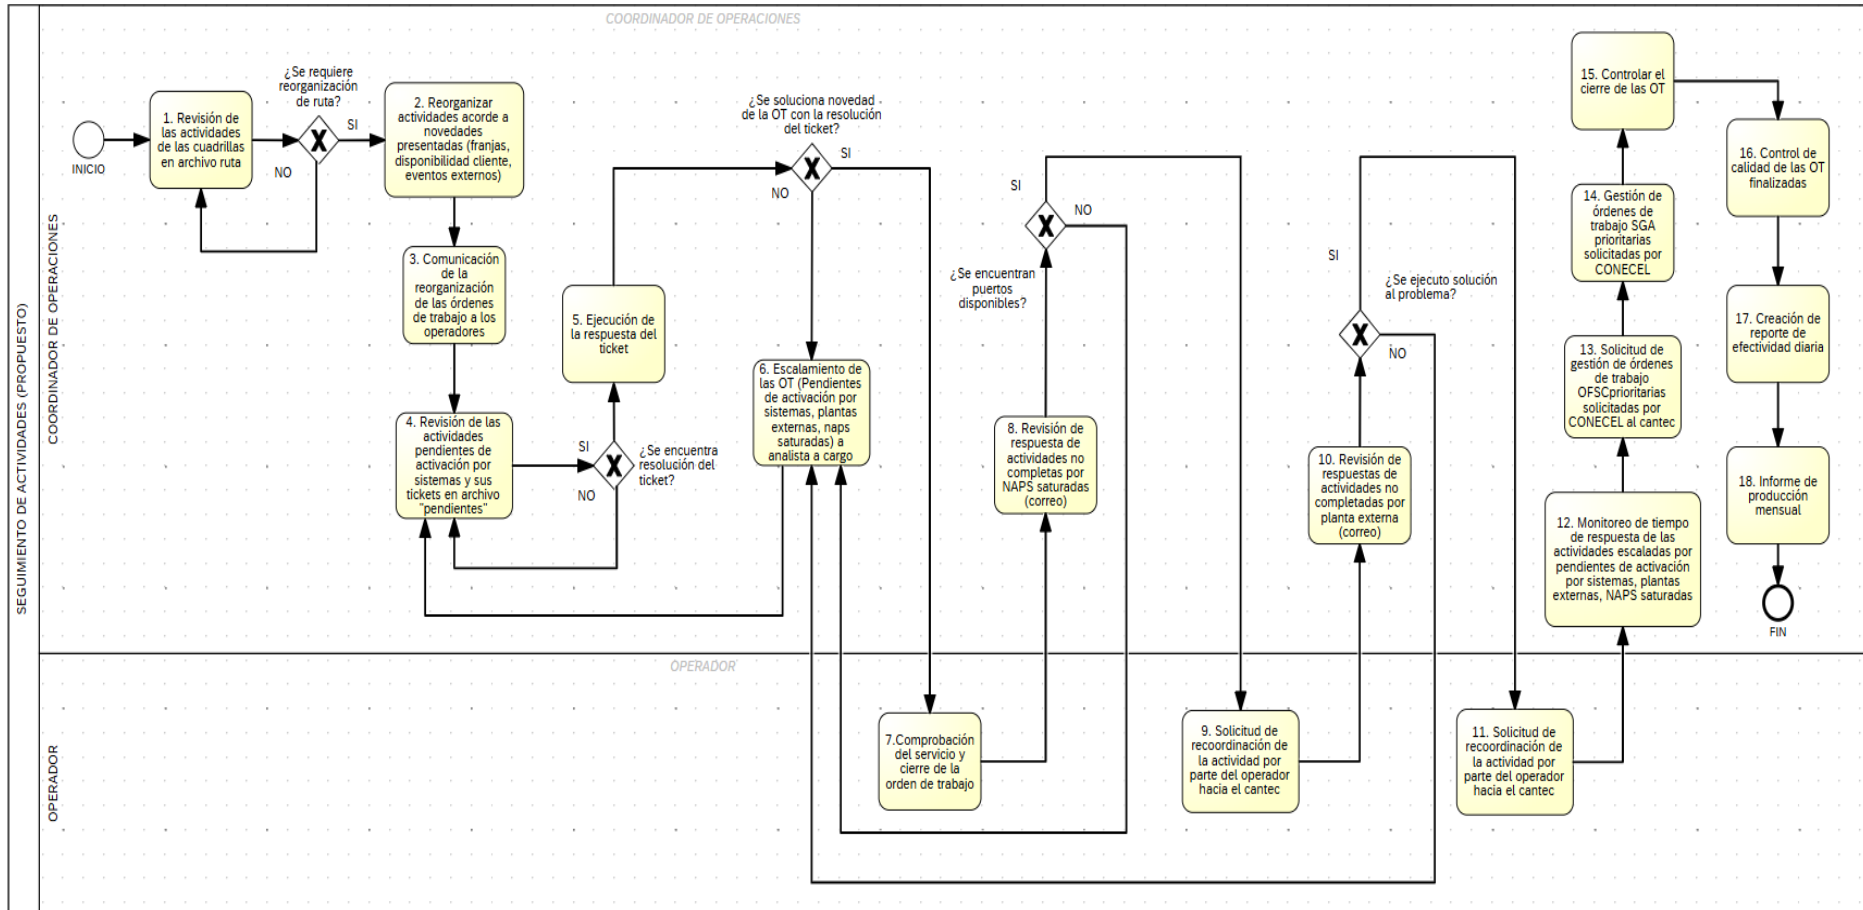 COORDINADOR DE OPERACIONES
SEGUIMIENTO DE ACTIVIDADES (PROPUESTO)
COORDINADOR DE OPERACIONES
INICIO
1. Revisión de
las actividades
de las cuadrillas
en archivo ruta
¿Se requiere
reorganización
de ruta?
SI
NO
2. Reorganizar
actividades acorde a
novedades
presentadas (franjas,
disponibilidad cliente,
eventos externos)
3. Comunicación
de la
reorganización
de las órdenes
de trabajo a los
operadores
4. Revisión de las
actividades
pendientes de
activación por
sistemas y sus
tickets en archivo
"pendientes"
SI
NO
¿Se encuentra
resolución del
ticket?
5. Ejecución de
la respuesta del
ticket
¿Se soluciona novedad
de la OT con la resolución
del ticket?
SI
NO
6. Escalamiento de
las OT (Pendientes
de activación por
sistemas, plantas
externas, naps
saturadas) a
analista a cargo
SI
NO
¿Se encuentran
puertos
disponibles?
8. Revisión de
respuesta de
actividades no
completas por
NAPS saturadas
(correo)
SI
¿Se ejecuto solución
al problema?
NO
10. Revisión de
respuestas de
actividades no
completadas por
planta externa
(correo)
15. Controlar el
cierre de las OT
14. Gestión de
órdenes de
trabajo SGA
prioritarias
solicitadas por
CONECEL
13. Solicitud de
gestión de órdenes
de trabajo
OFSCprioritarias
solicitadas por
CONECEL al cantec
12. Monitoreo de tiempo
de respuesta de las
actividades escaladas por
pendientes de activación
por sistemas, plantas
externas, NAPS saturadas
16. Control de
calidad de las OT
finalizadas
17. Creación de
reporte de
efectividad diaria
18. Informe de
producción
mensual
FIN
OPERADOR
OPERADOR
7.Comprobación
del servicio y
cierre de la
orden de trabajo
9. Solicitud de
recoordinación de
la actividad por
parte del operador
hacia el cantec
11. Solicitud de
recoordinación de
la actividad por
parte del operador
hacia el cantec